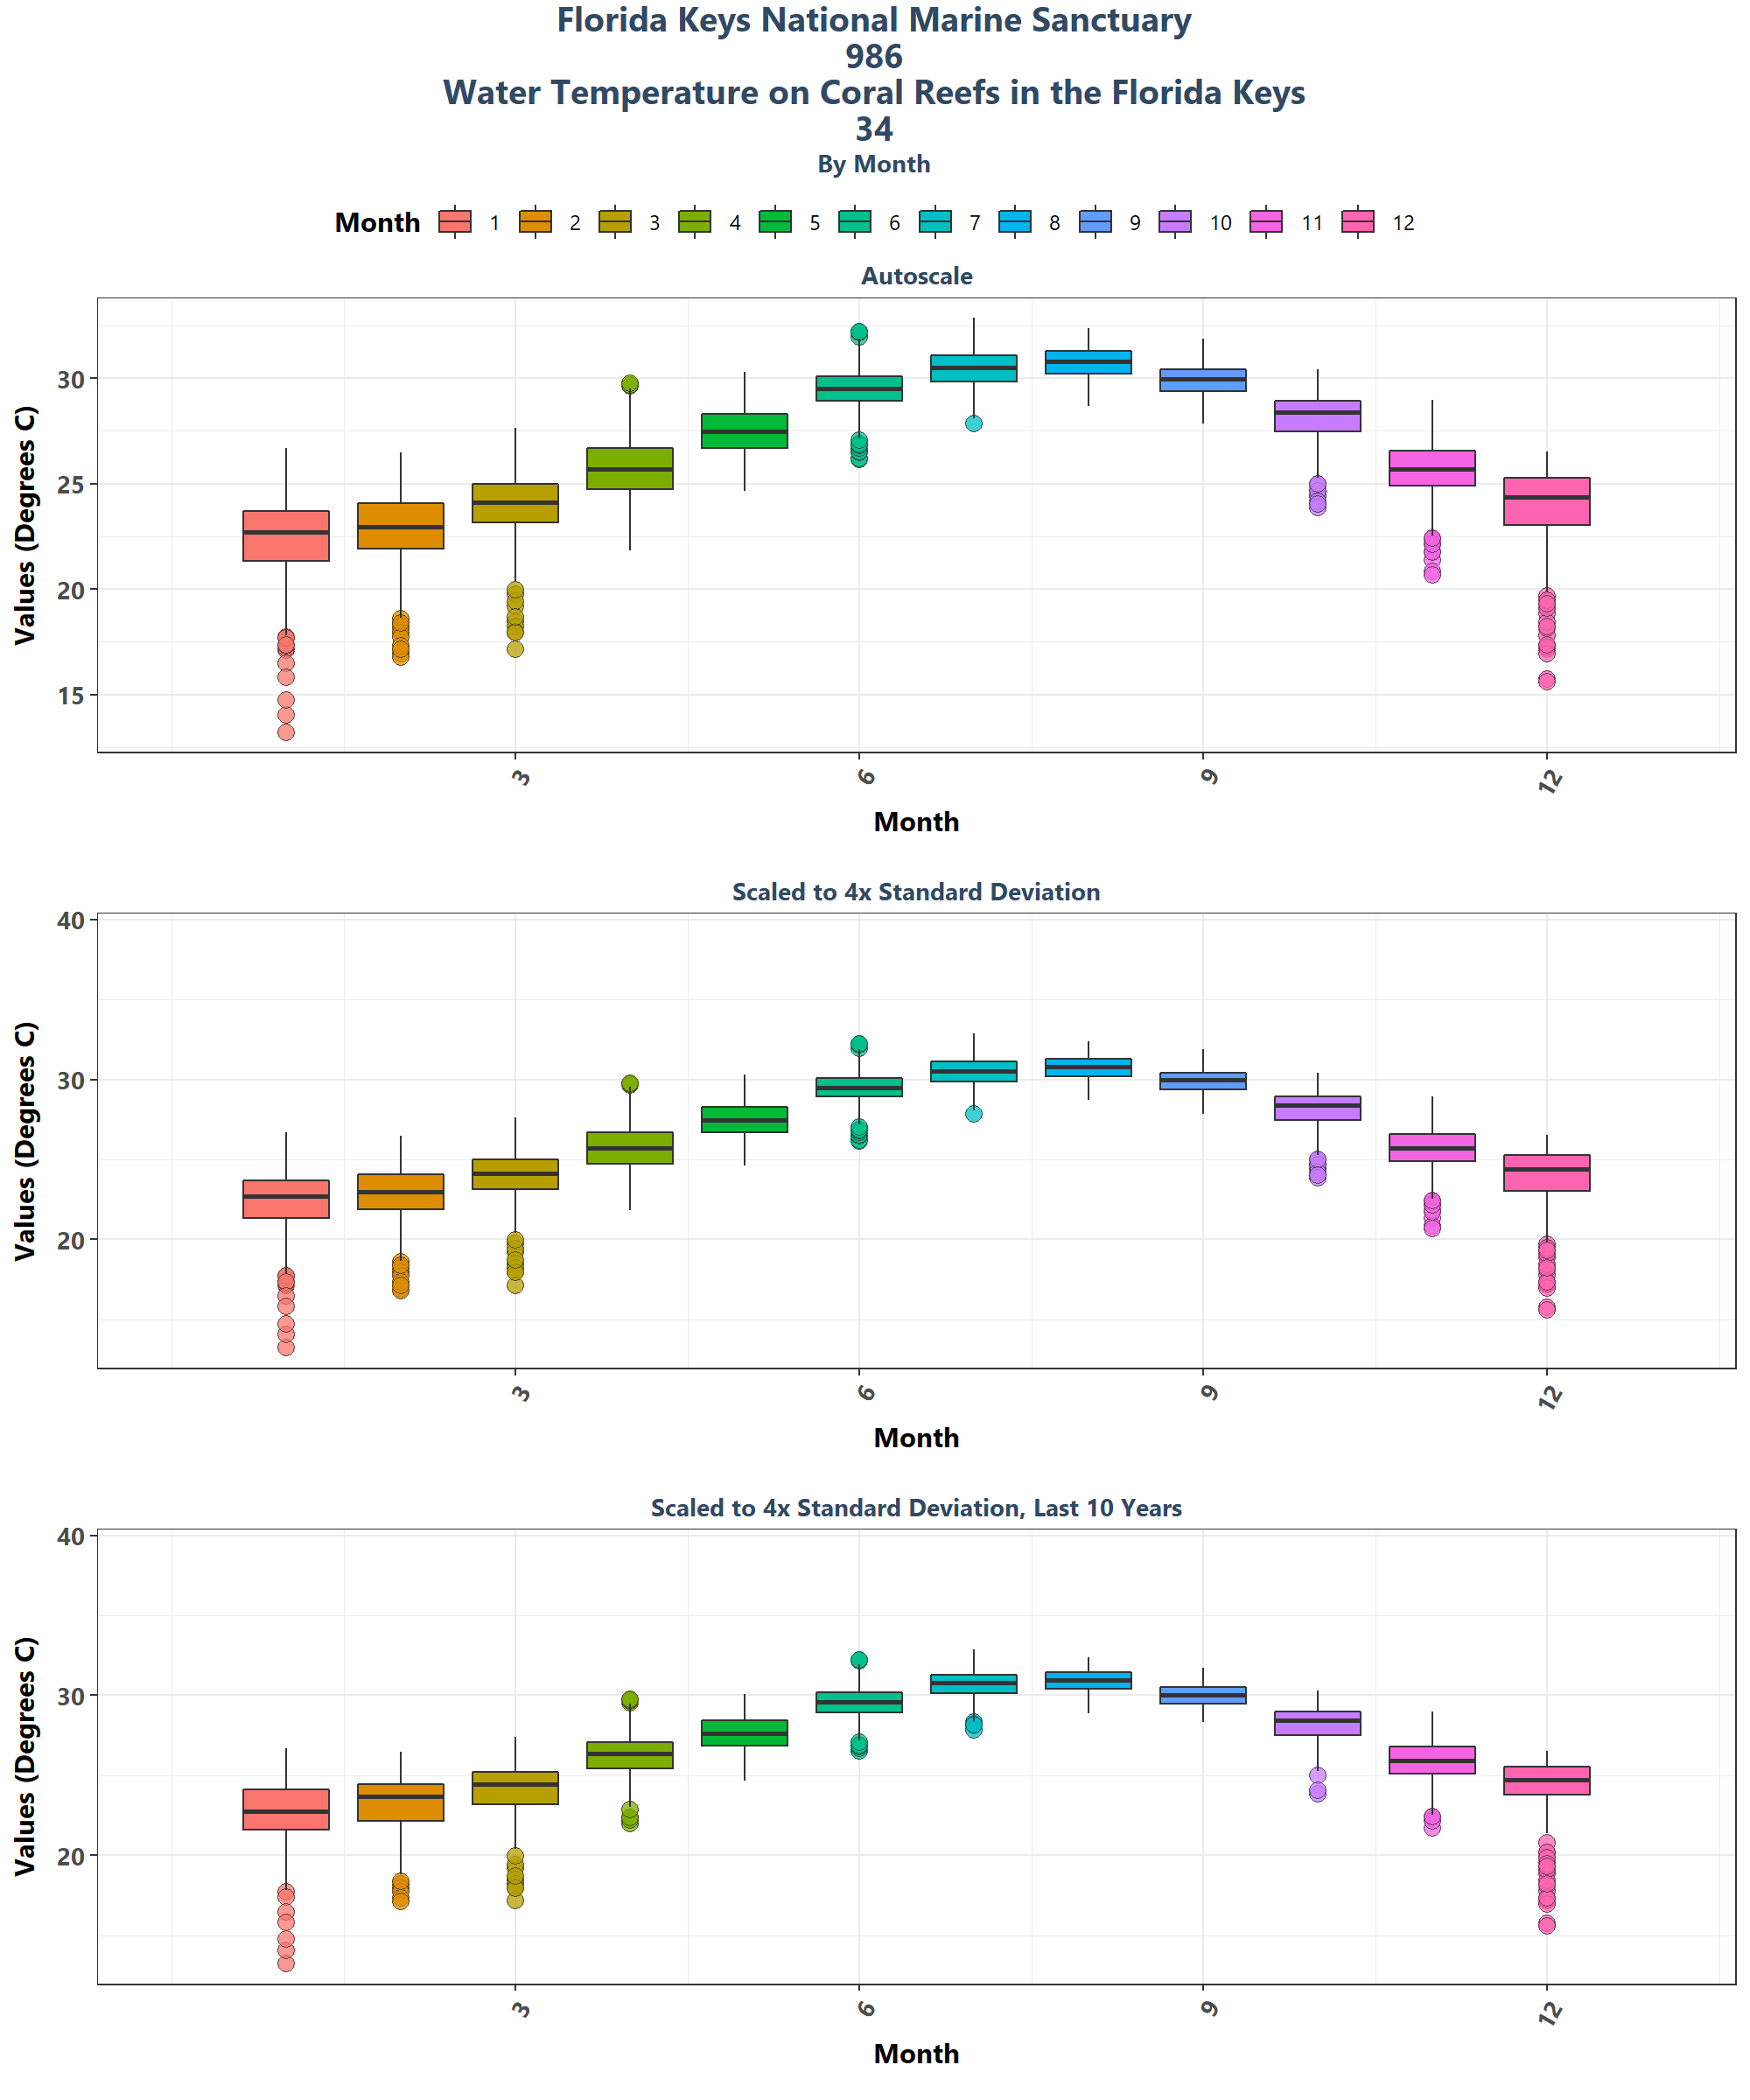 Florida Keys National Marine Sanctuary
986
Water Temperature on Coral Reefs in the Florida Keys
34
By Month
Month 1 2 3 4 5 6 7 8 9 10 11 12
Autoscale
Values (Degrees C)
30
25
20
15
3 6 9 12
Month
Scaled to 4x Standard Deviation
Values (Degrees C)
40
30
20
3 6 9 12
Month
Scaled to 4x Standard Deviation, Last 10 Years
Values (Degrees C)
40
30
20
3 6 9 12
Month